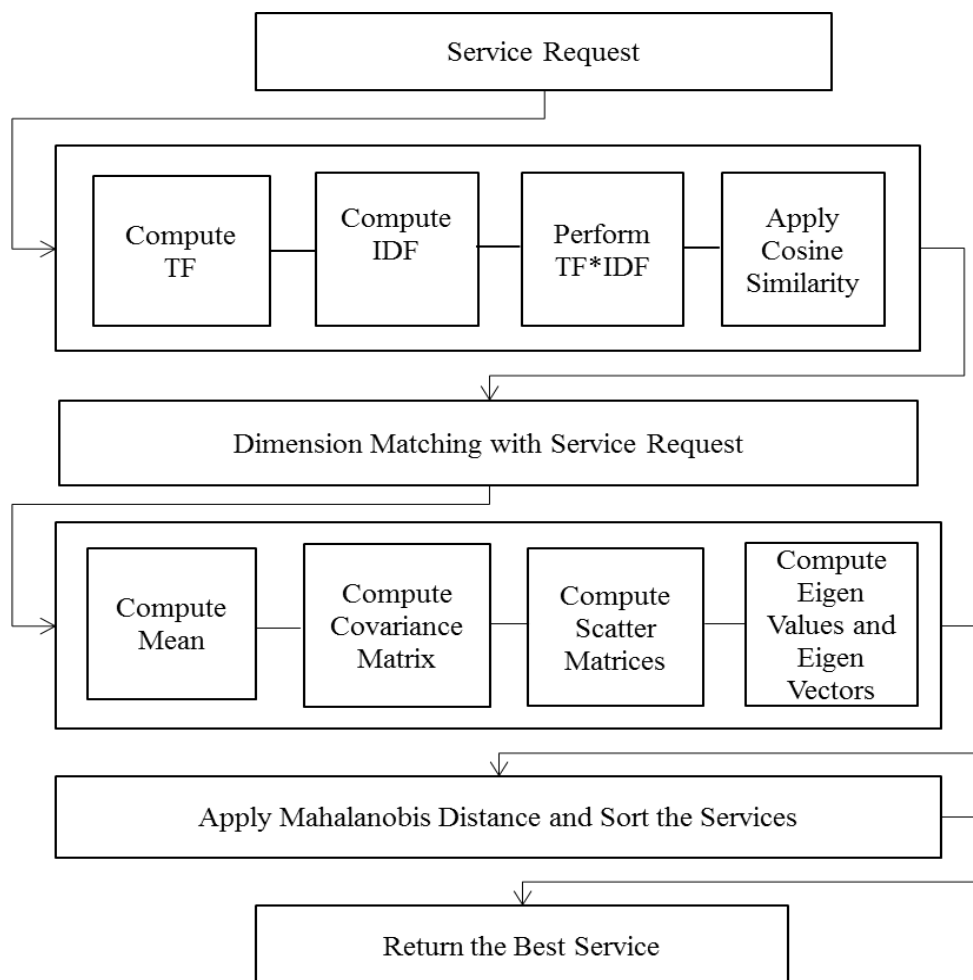 Service Request
Compute
TF
Compute
IDF
Perform
TF*IDF
Apply
Cosine
Similarity
Dimension Matching with Service Request
Compute
Mean
Compute
Covariance
Matrix
Compute
Scatter
Matrices
Compute
Eigen
Values and
Eigen
Vectors
Apply Mahalanobis Distance and Sort the Services
Return the Best Service